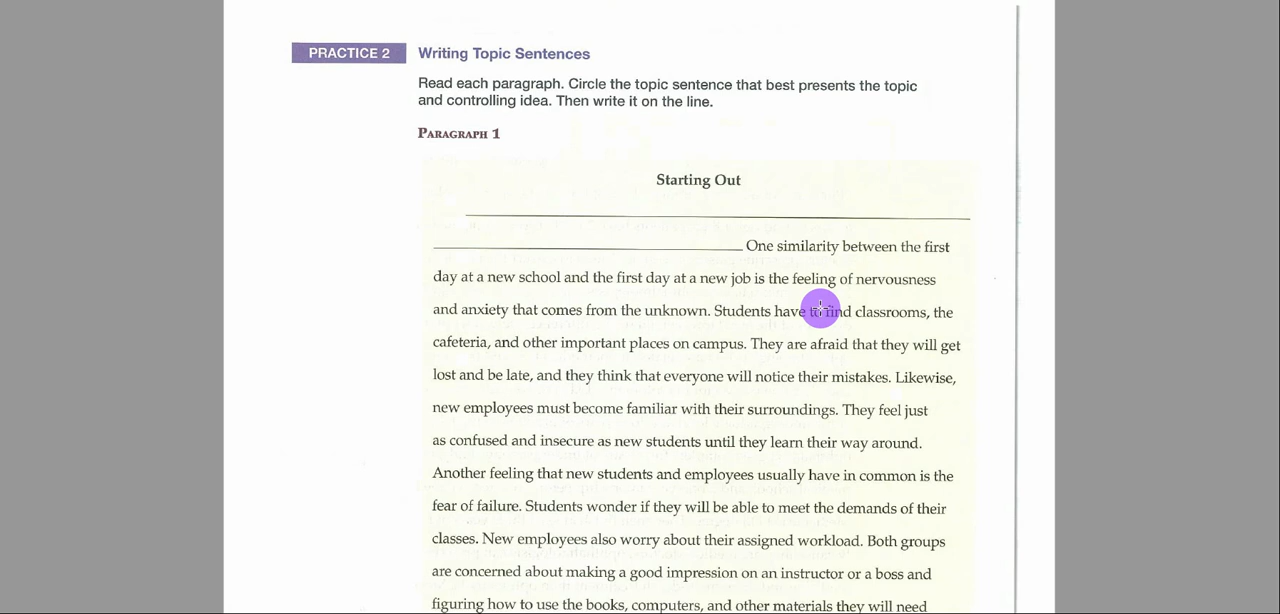 PRACTICE 2 Writing Topic Sentences
Read each paragraph. Circle the topic sentence that best presents the topic
and controlling idea. Then write it on the line.
PARAGRAPH 1
Starting Out
One similarity between the first
day at a new school and the first day at a new job is the feeling of nervousness
and anxiety that comes from the unknown. Students have to find classrooms, the
cafeteria, and other important places on campus. They are afraid that they will get
lost and be late, and they think that everyone will notice their mistakes. Likewise,
new employees must become familiar with their surroundings. They feel just
as confused and insecure as new students until they learn their way around.
Another feeling that new students and employees usually have in common is the
fear of failure. Students wonder if they will be able to meet the demands of their
classes. New employees also worry about their assigned workload. Both groups
are concerned about making a good impression on an instructor or a boss and
figuring how to use the books, computers, and other materials they will need